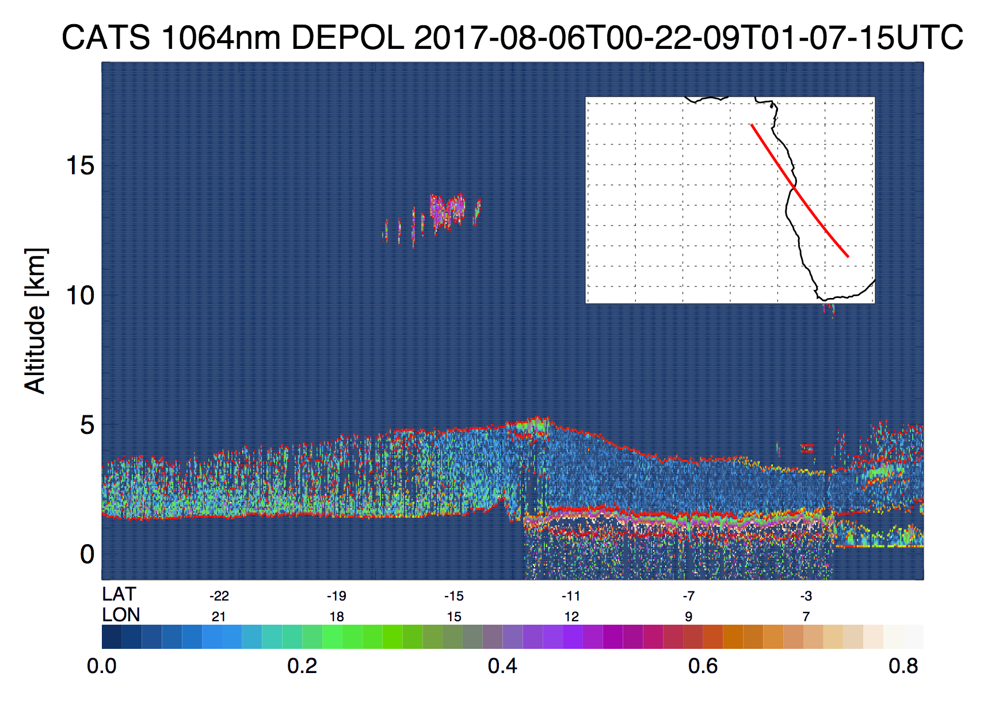 CATS 1064nm DEPOL 2017-08-06T00-22-09T01-07-15UTC
15
10
5
0
Altitude [km]
LAT -22 -19 -15 -11 -7 -3
LON 21 18 15 12 9 7
0.0 0.2 0.4 0.6 0.8